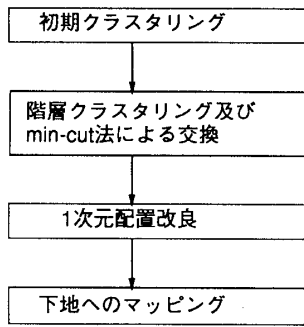 初期クラスタリング
階層クラスタリング及び
min-cut法による交換
1次元配置改良
下地へのマッピング